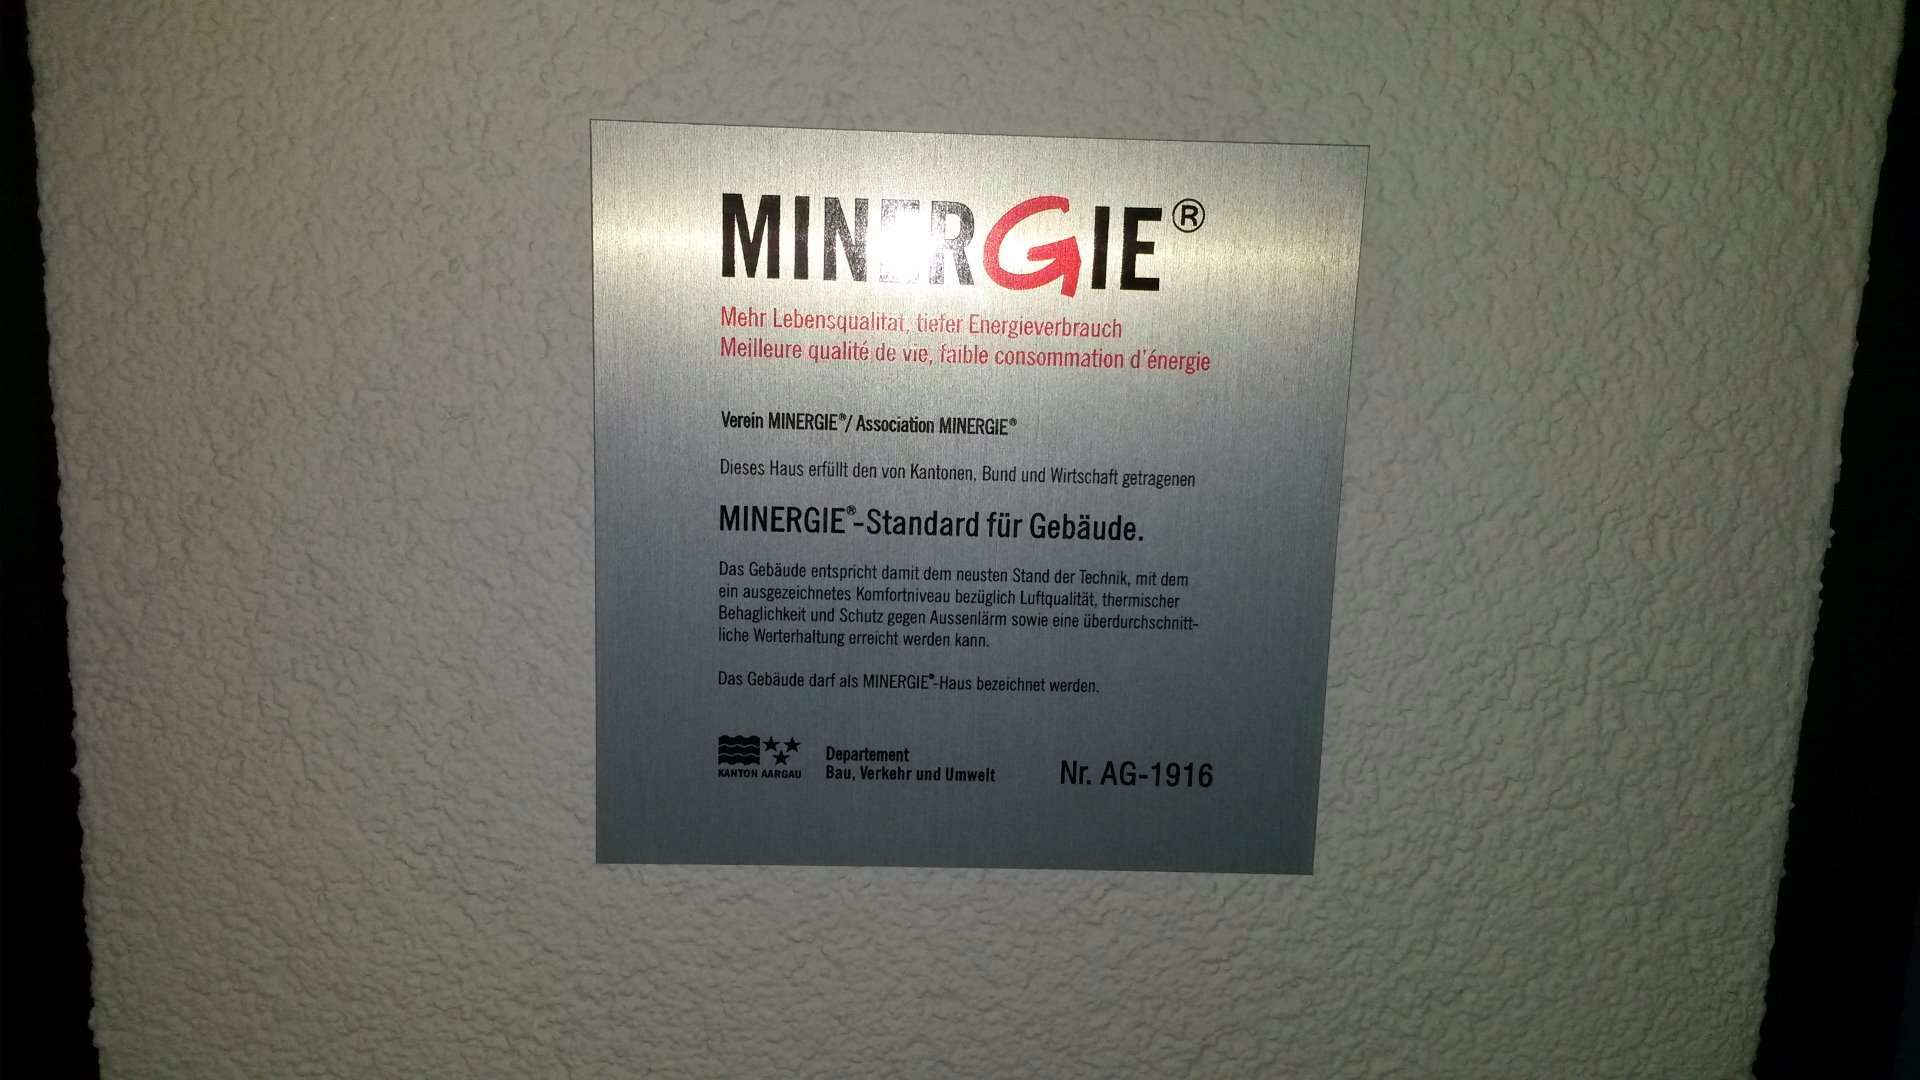 MINERGIE®
Mehr Lebensqualität, tiefer Energieverbrauch
Meilleure qualité de vie, faible consommation d'énergie
Verein MINERGIE®/ Association MINERGIE®
Dieses Haus erfüllt den von Kantonen, Bund und Wirtschaft getragenen
MINERGIE®-Standard für Gebäude.
Das Gebäude entspricht damit dem neusten Stand der Technik, mit dem
ein ausgezeichnetes Komfortniveau bezüglich Luftqualität, thermischer
Behaglichkeit und Schutz gegen Aussenlärm sowie eine überdurchschnitt-
liche Werterhaltung erreicht werden kann.
Das Gebäude darf als MINERGIE®-Haus bezeichnet werden.
KANTON AARGAU
Departement
Bau, Verkehr und Umwelt
Nr. AG-1916